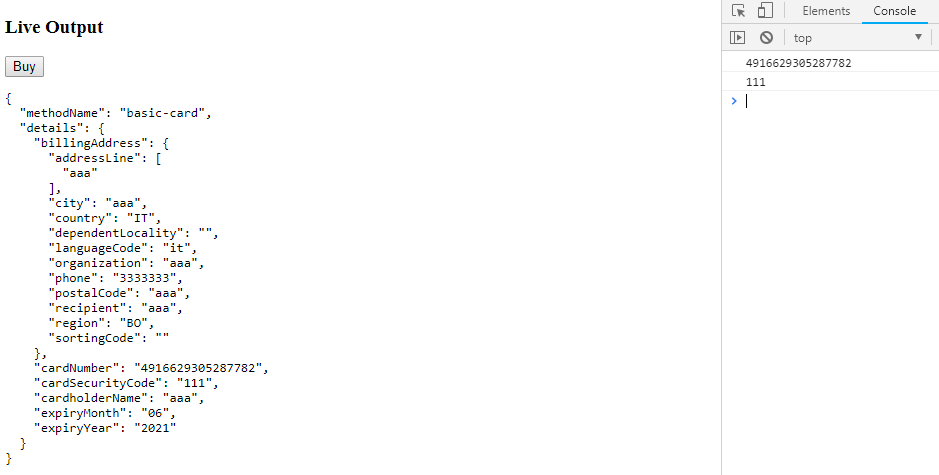 Live Output
Buy
{
  "methodName": "basic-card",
  "details": {
    "billingAddress": {
      "addressLine": [
        "aaa"
      ],
      "city": "aaa",
      "country": "IT",
      "dependentLocality": "",
      "languageCode": "it",
      "organization": "aaa",
      "phone": "3333333",
      "postalCode": "aaa",
      "recipient": "aaa",
      "region": "BO",
      "sortingCode": ""
    },
    "cardNumber": "4916629305287782",
    "cardSecurityCode": "111",
    "cardholderName": "aaa",
    "expiryMonth": "06",
    "expiryYear": "2021"
  }
}
Elements Console
top
4916629305287782
111